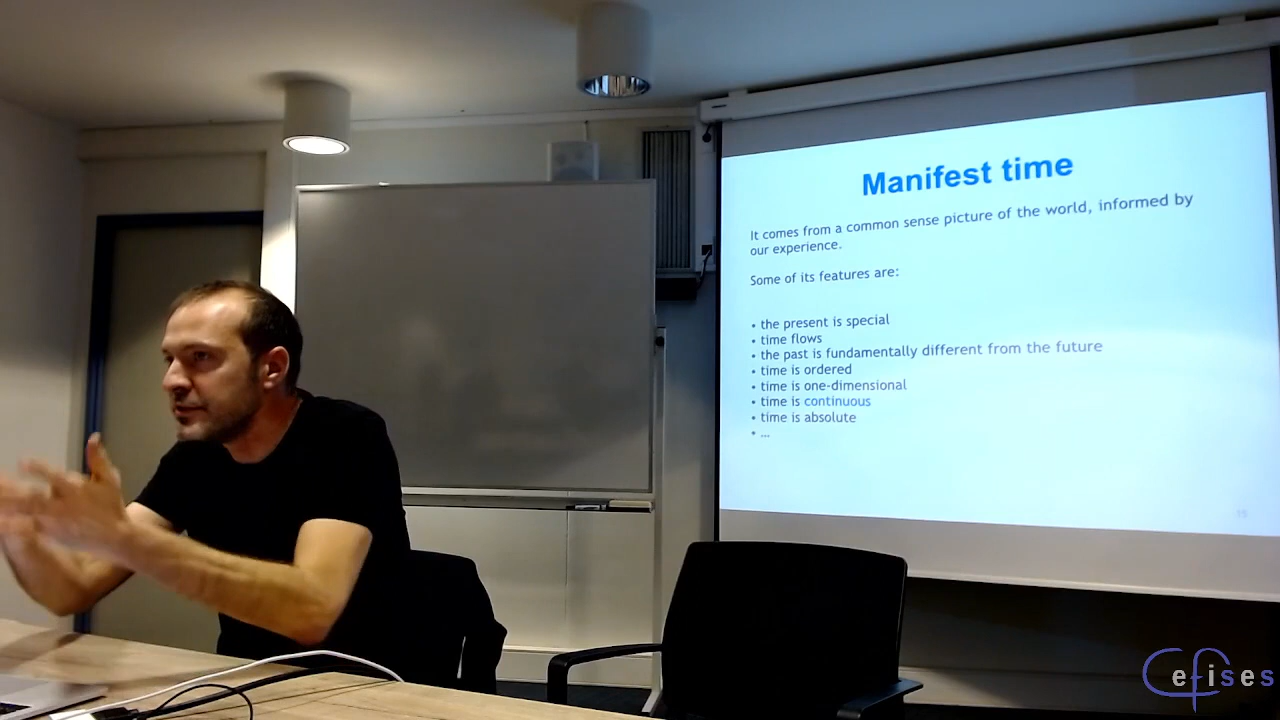 Manifest time
It comes from a common sense picture of the world, informed by
our experience.
Some of its features are:
• the present is special
• time flows
• the past is fundamentally different from the future
• time is ordered
• time is one-dimensional
• time is continuous
• time is absolute
• ...
15
Cefises